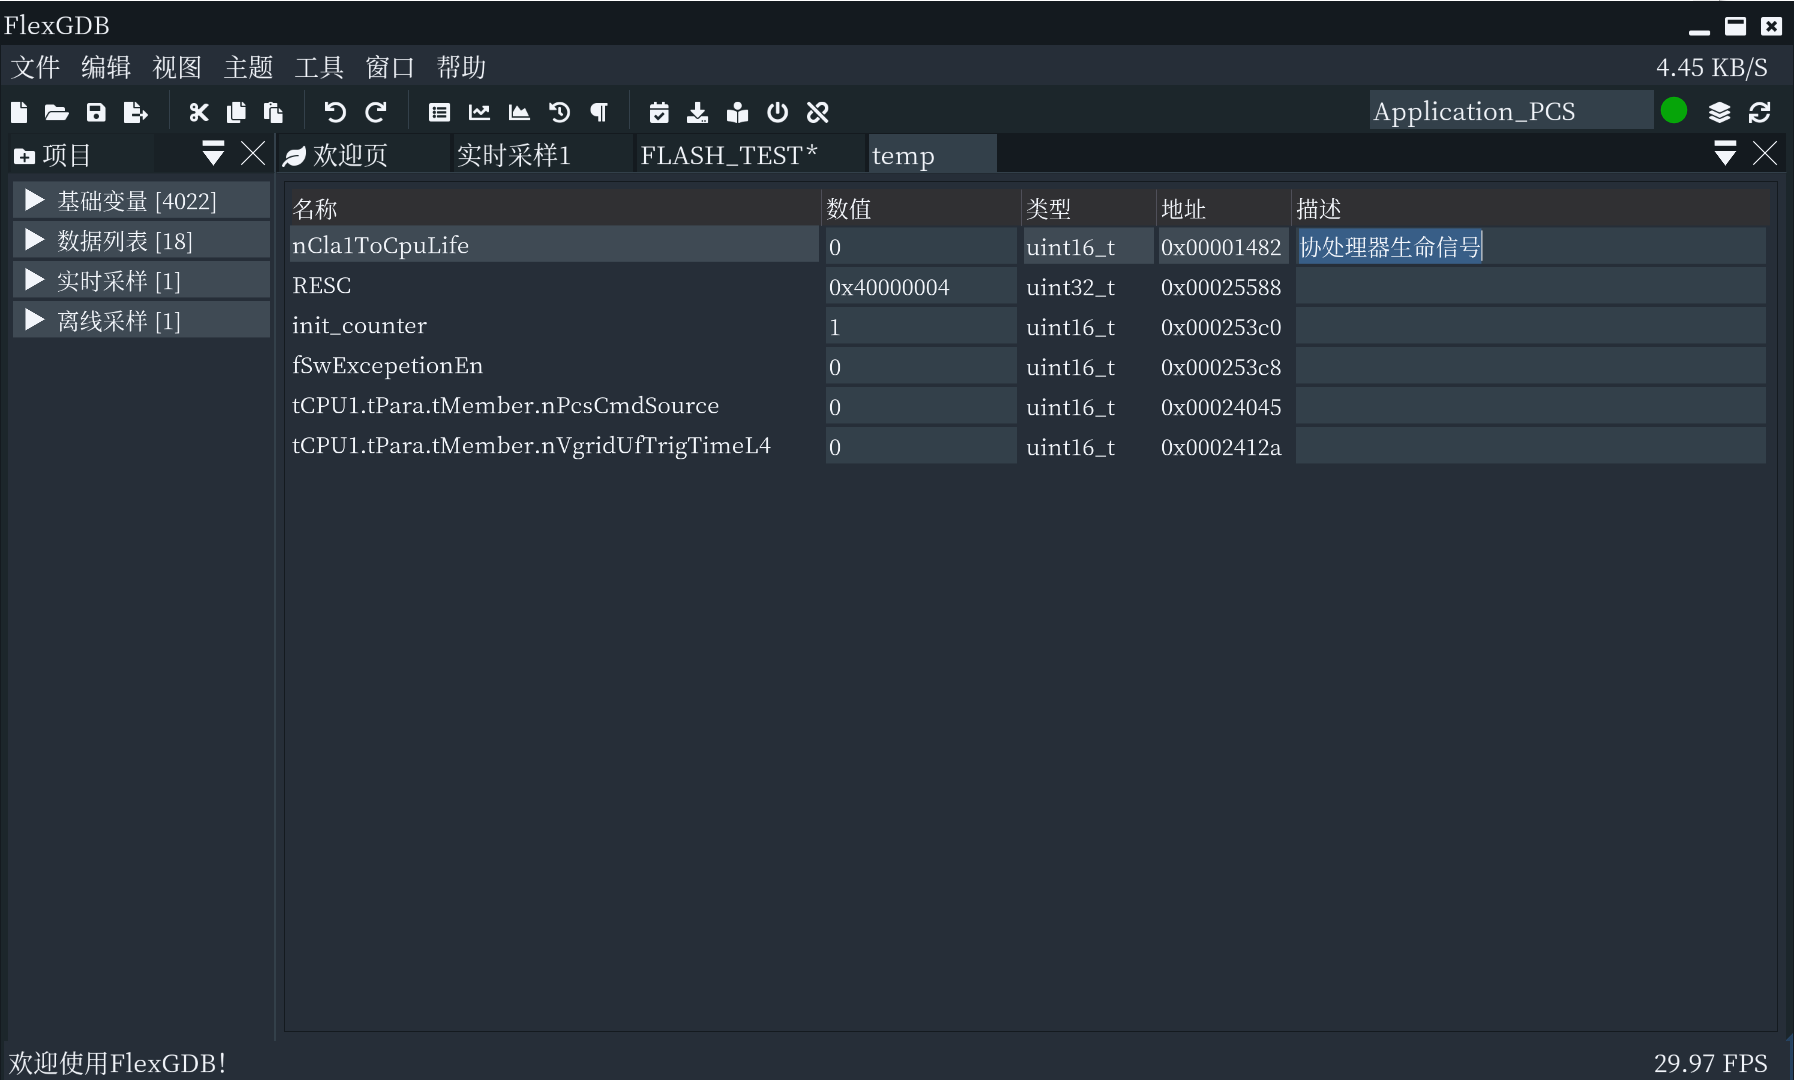 FlexGDB
文件 编辑 视图 主题 工具 窗口 帮助 4.45 KB/S
Application_PCS
项目 欢迎页 实时采样1 FLASH_TEST* temp
基础变量 [4022]
数据列表 [18]
实时采样 [1]
离线采样 [1]
名称 数值 类型 地址 描述
nCla1ToCpuLife 0 uint16_t 0x00001482 协处理器生命信号
RESC 0x40000004 uint32_t 0x00025588
init_counter 1 uint16_t 0x000253c0
fSwExcepetionEn 0 uint16_t 0x000253c8
tCPU1.tPara.tMember.nPcsCmdSource 0 uint16_t 0x00024045
tCPU1.tPara.tMember.nVgridUfTrigTimeL4 0 uint16_t 0x0002412a
欢迎使用FlexGDB! 29.97 FPS